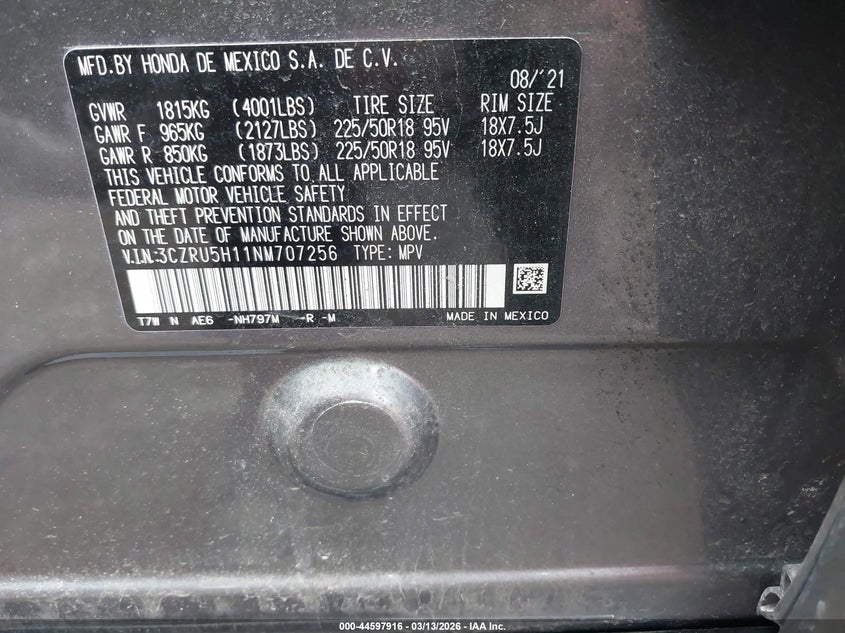 MFD.BY HONDA DE MEXICO S.A. DE C.V.
08/'21
GVWR 1815KG (4001LBS) TIRE SIZE RIM SIZE
GAWR F 965KG (2127LBS) 225/50R18 95V 18X7.5J
GAWR R 850KG (1873LBS) 225/50R18 95V 18X7.5J
THIS VEHICLE CONFORMS TO ALL APPLICABLE
FEDERAL MOTOR VEHICLE SAFETY
AND THEFT PREVENTION STANDARDS IN EFFECT
ON THE DATE OF MANUFACTURE SHOWN ABOVE.
V.I.N.:3CZRU5H11NM707256 TYPE: MPV
T7W N AE6 -NH797M -R -M MADE IN MEXICO
000-44597916 - 03/13/2026 - IAA Inc.